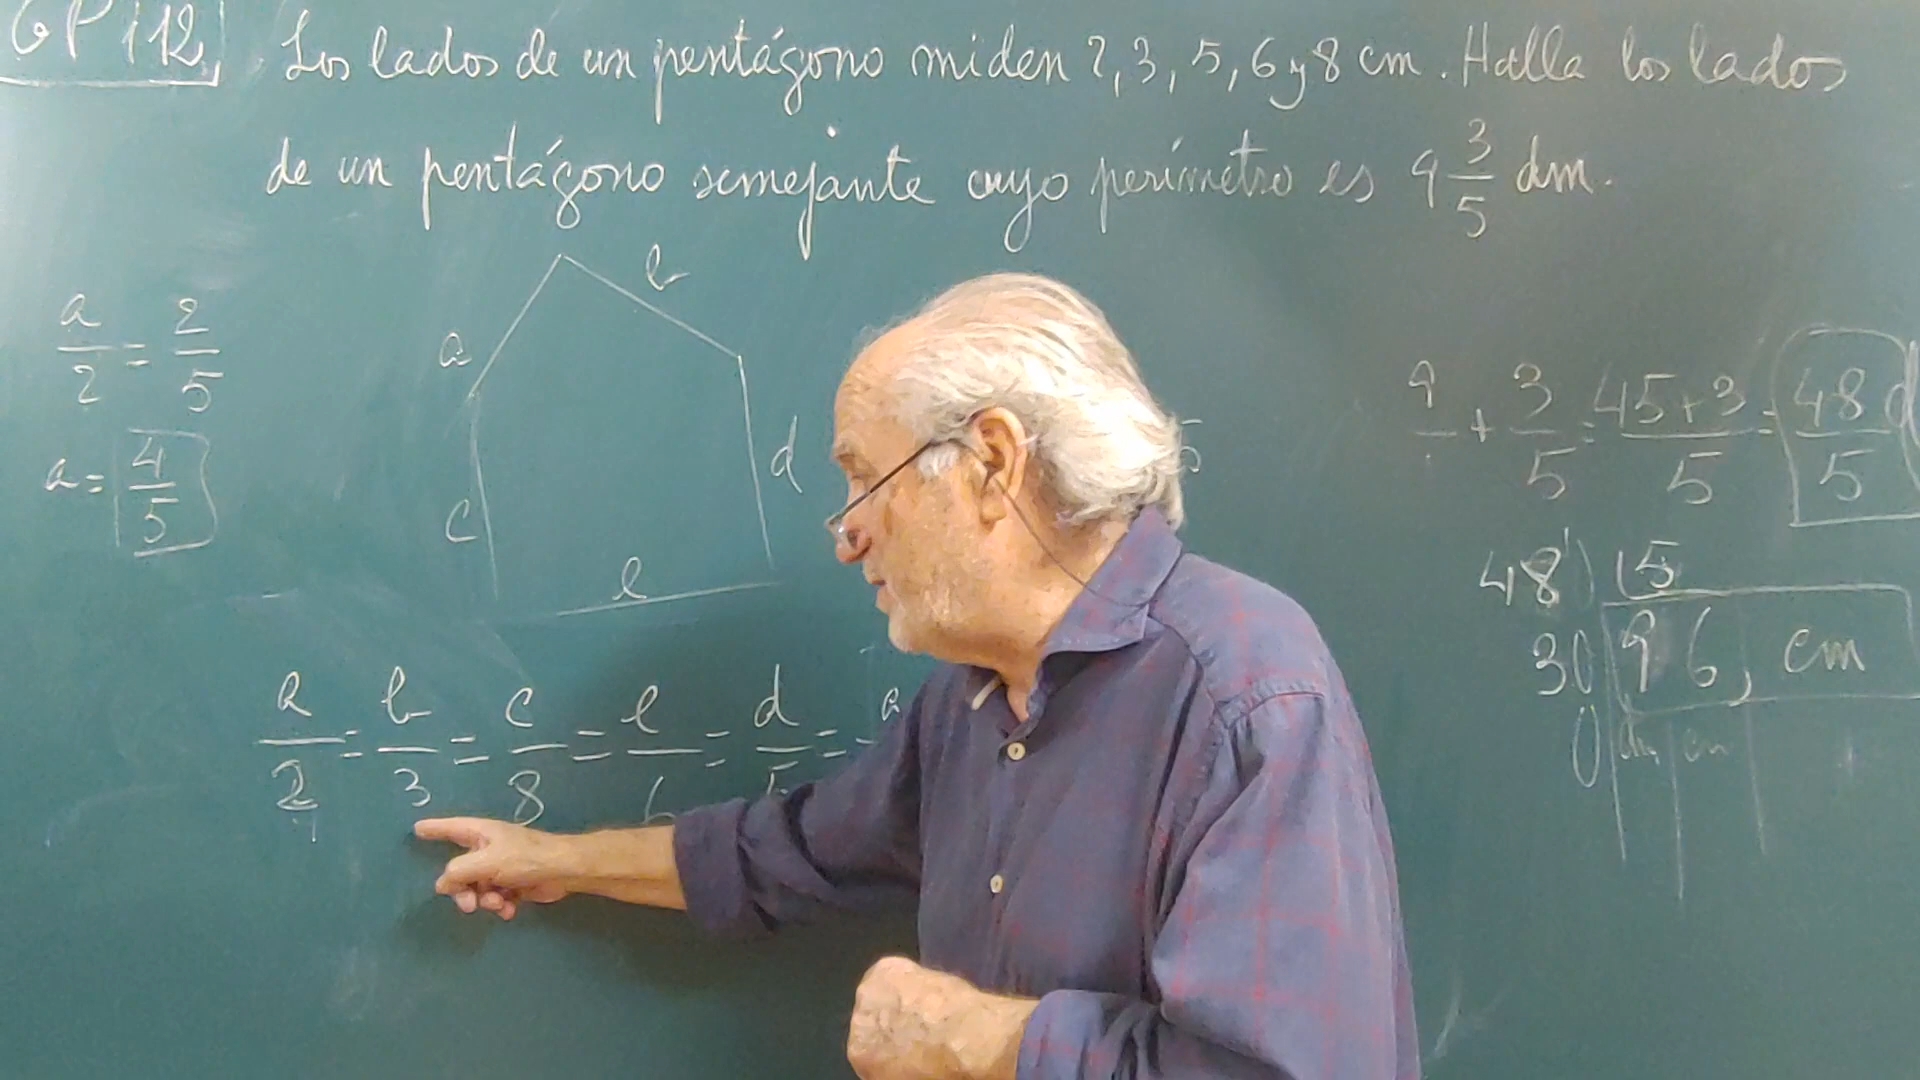 GP i 12
Los lados de un pentágono miden 2, 3, 5, 6 y 8 cm. Halla los lados
de un pentágono semejante cuyo perímetro es 9 3/5 dm.
a/2 = 2/5
a = 4/5
a
b
c
d
e
a/2 = b/3 = c/8 = e/6 = d/5 = a
5
9 + 3/5 = 45+3/5 = 48/5 d
48 5
30 96, cm
0 dm cm